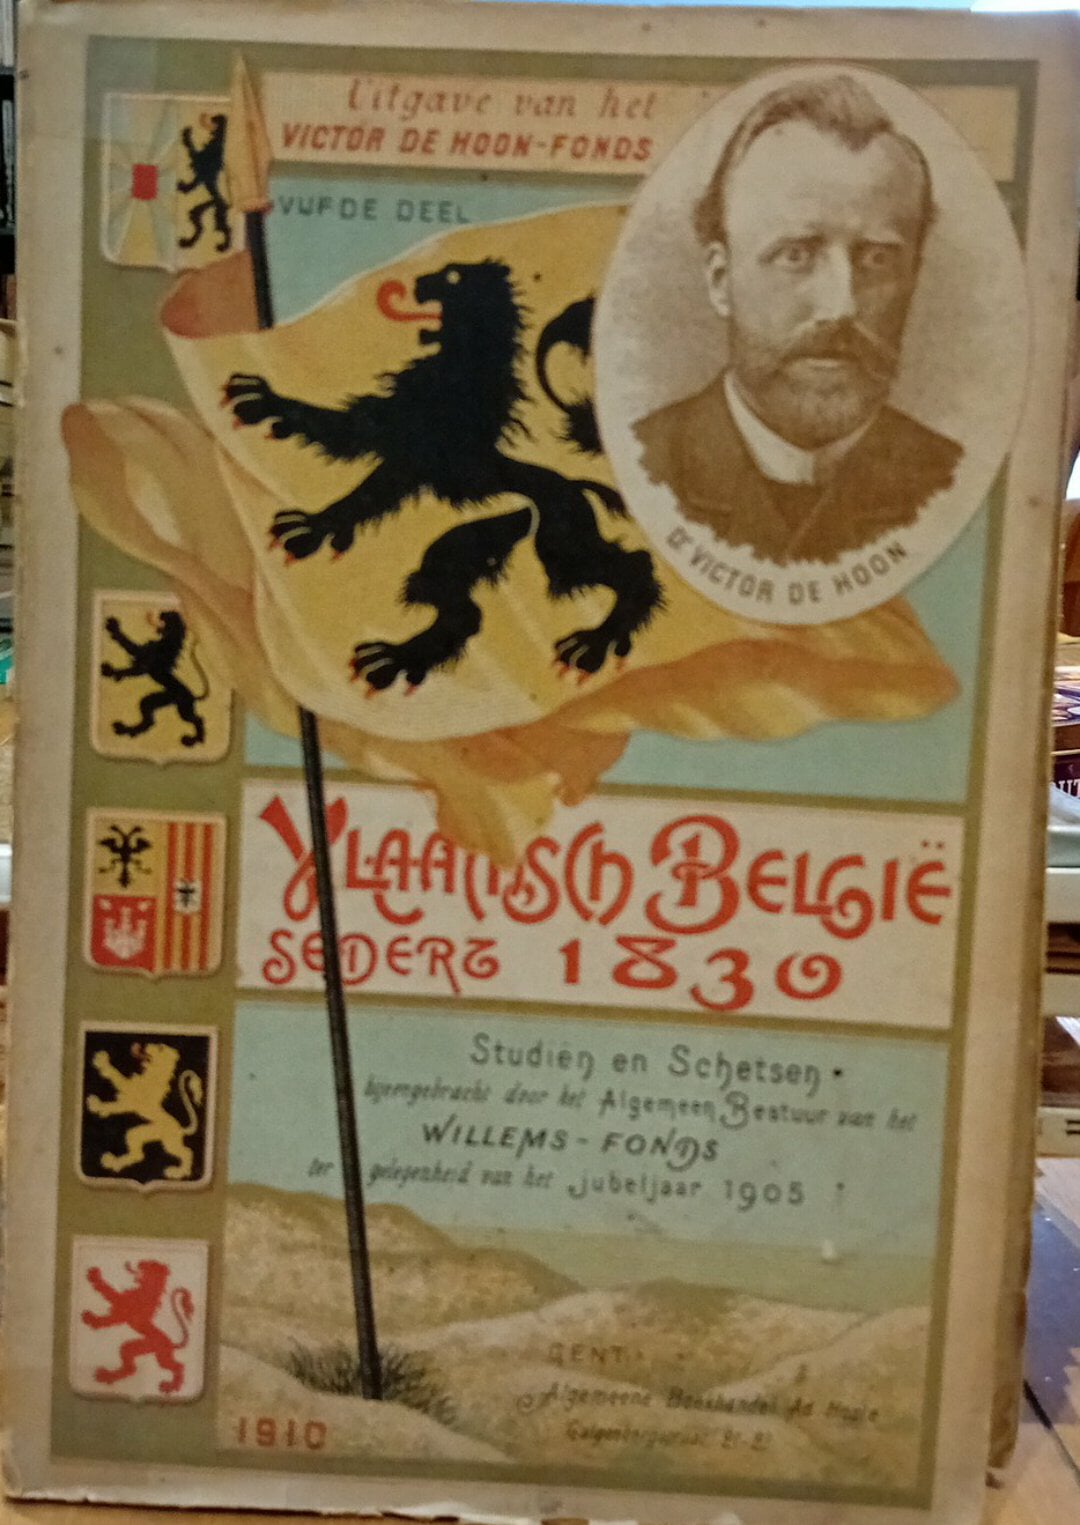 Uitgave van het
VICTOR DE HOON-FONDS
VIJFDE DEEL
Dr VICTOR DE HOON
VLAAMSCH BELGIË
SEDERT 1830
Studiën en Schetsen
bijeengebracht door het Algemeen Bestuur van het
WILLEMS-FONDS
ter gelegenheid van het jubeljaar 1905
GENT
Algemeene Boekhandel Ad Hoste
21-23
1910